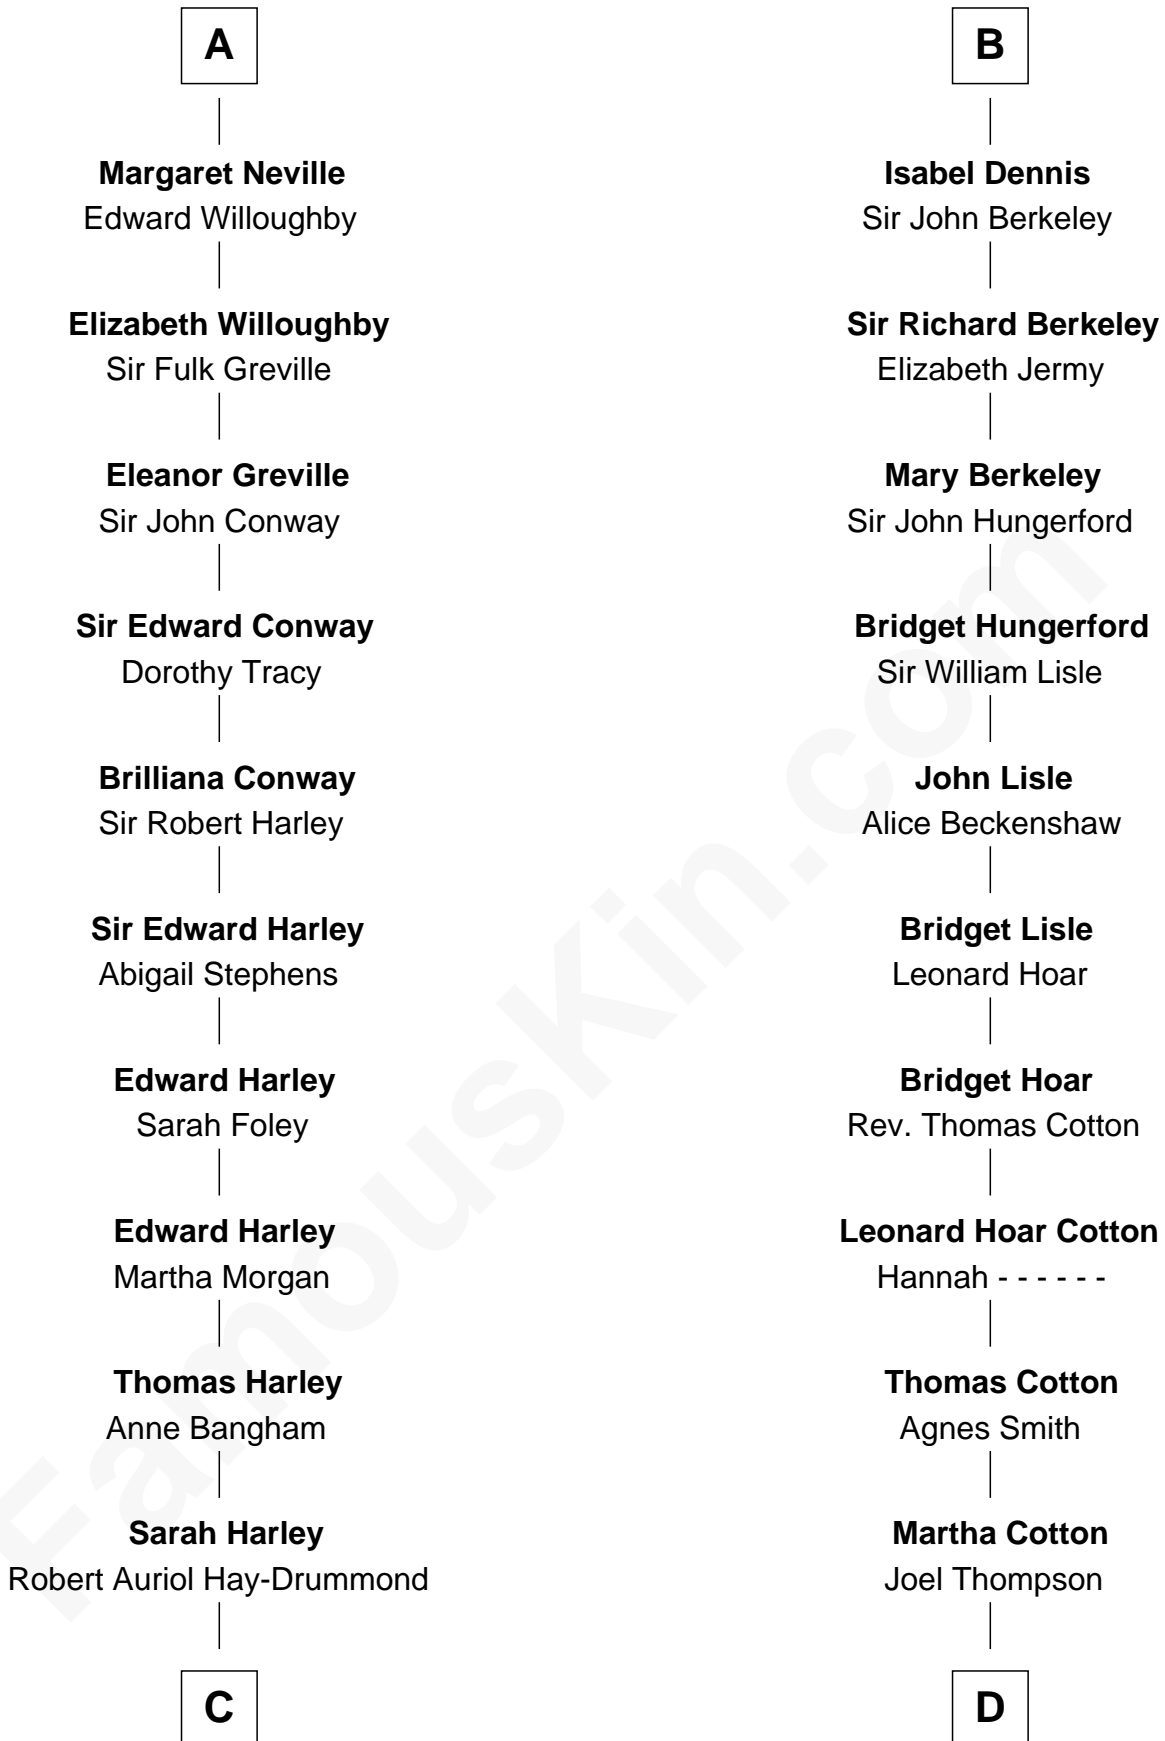 A
Margaret Neville
Edward Willoughby
Elizabeth Willoughby
Sir Fulk Greville
Eleanor Greville
Sir John Conway
Sir Edward Conway
Dorothy Tracy
Brilliana Conway
Sir Robert Harley
Sir Edward Harley
Abigail Stephens
Edward Harley
Sarah Foley
Edward Harley
Martha Morgan
Thomas Harley
Anne Bangham
Sarah Harley
Robert Auriol Hay-Drummond
C
B
Isabel Dennis
Sir John Berkeley
Sir Richard Berkeley
Elizabeth Jermy
Mary Berkeley
Sir John Hungerford
Bridget Hungerford
Sir William Lisle
John Lisle
Alice Beckenshaw
Bridget Lisle
Leonard Hoar
Bridget Hoar
Rev. Thomas Cotton
Leonard Hoar Cotton
Hannah - - - - - -
Thomas Cotton
Agnes Smith
Martha Cotton
Joel Thompson
D
FamousKin.com